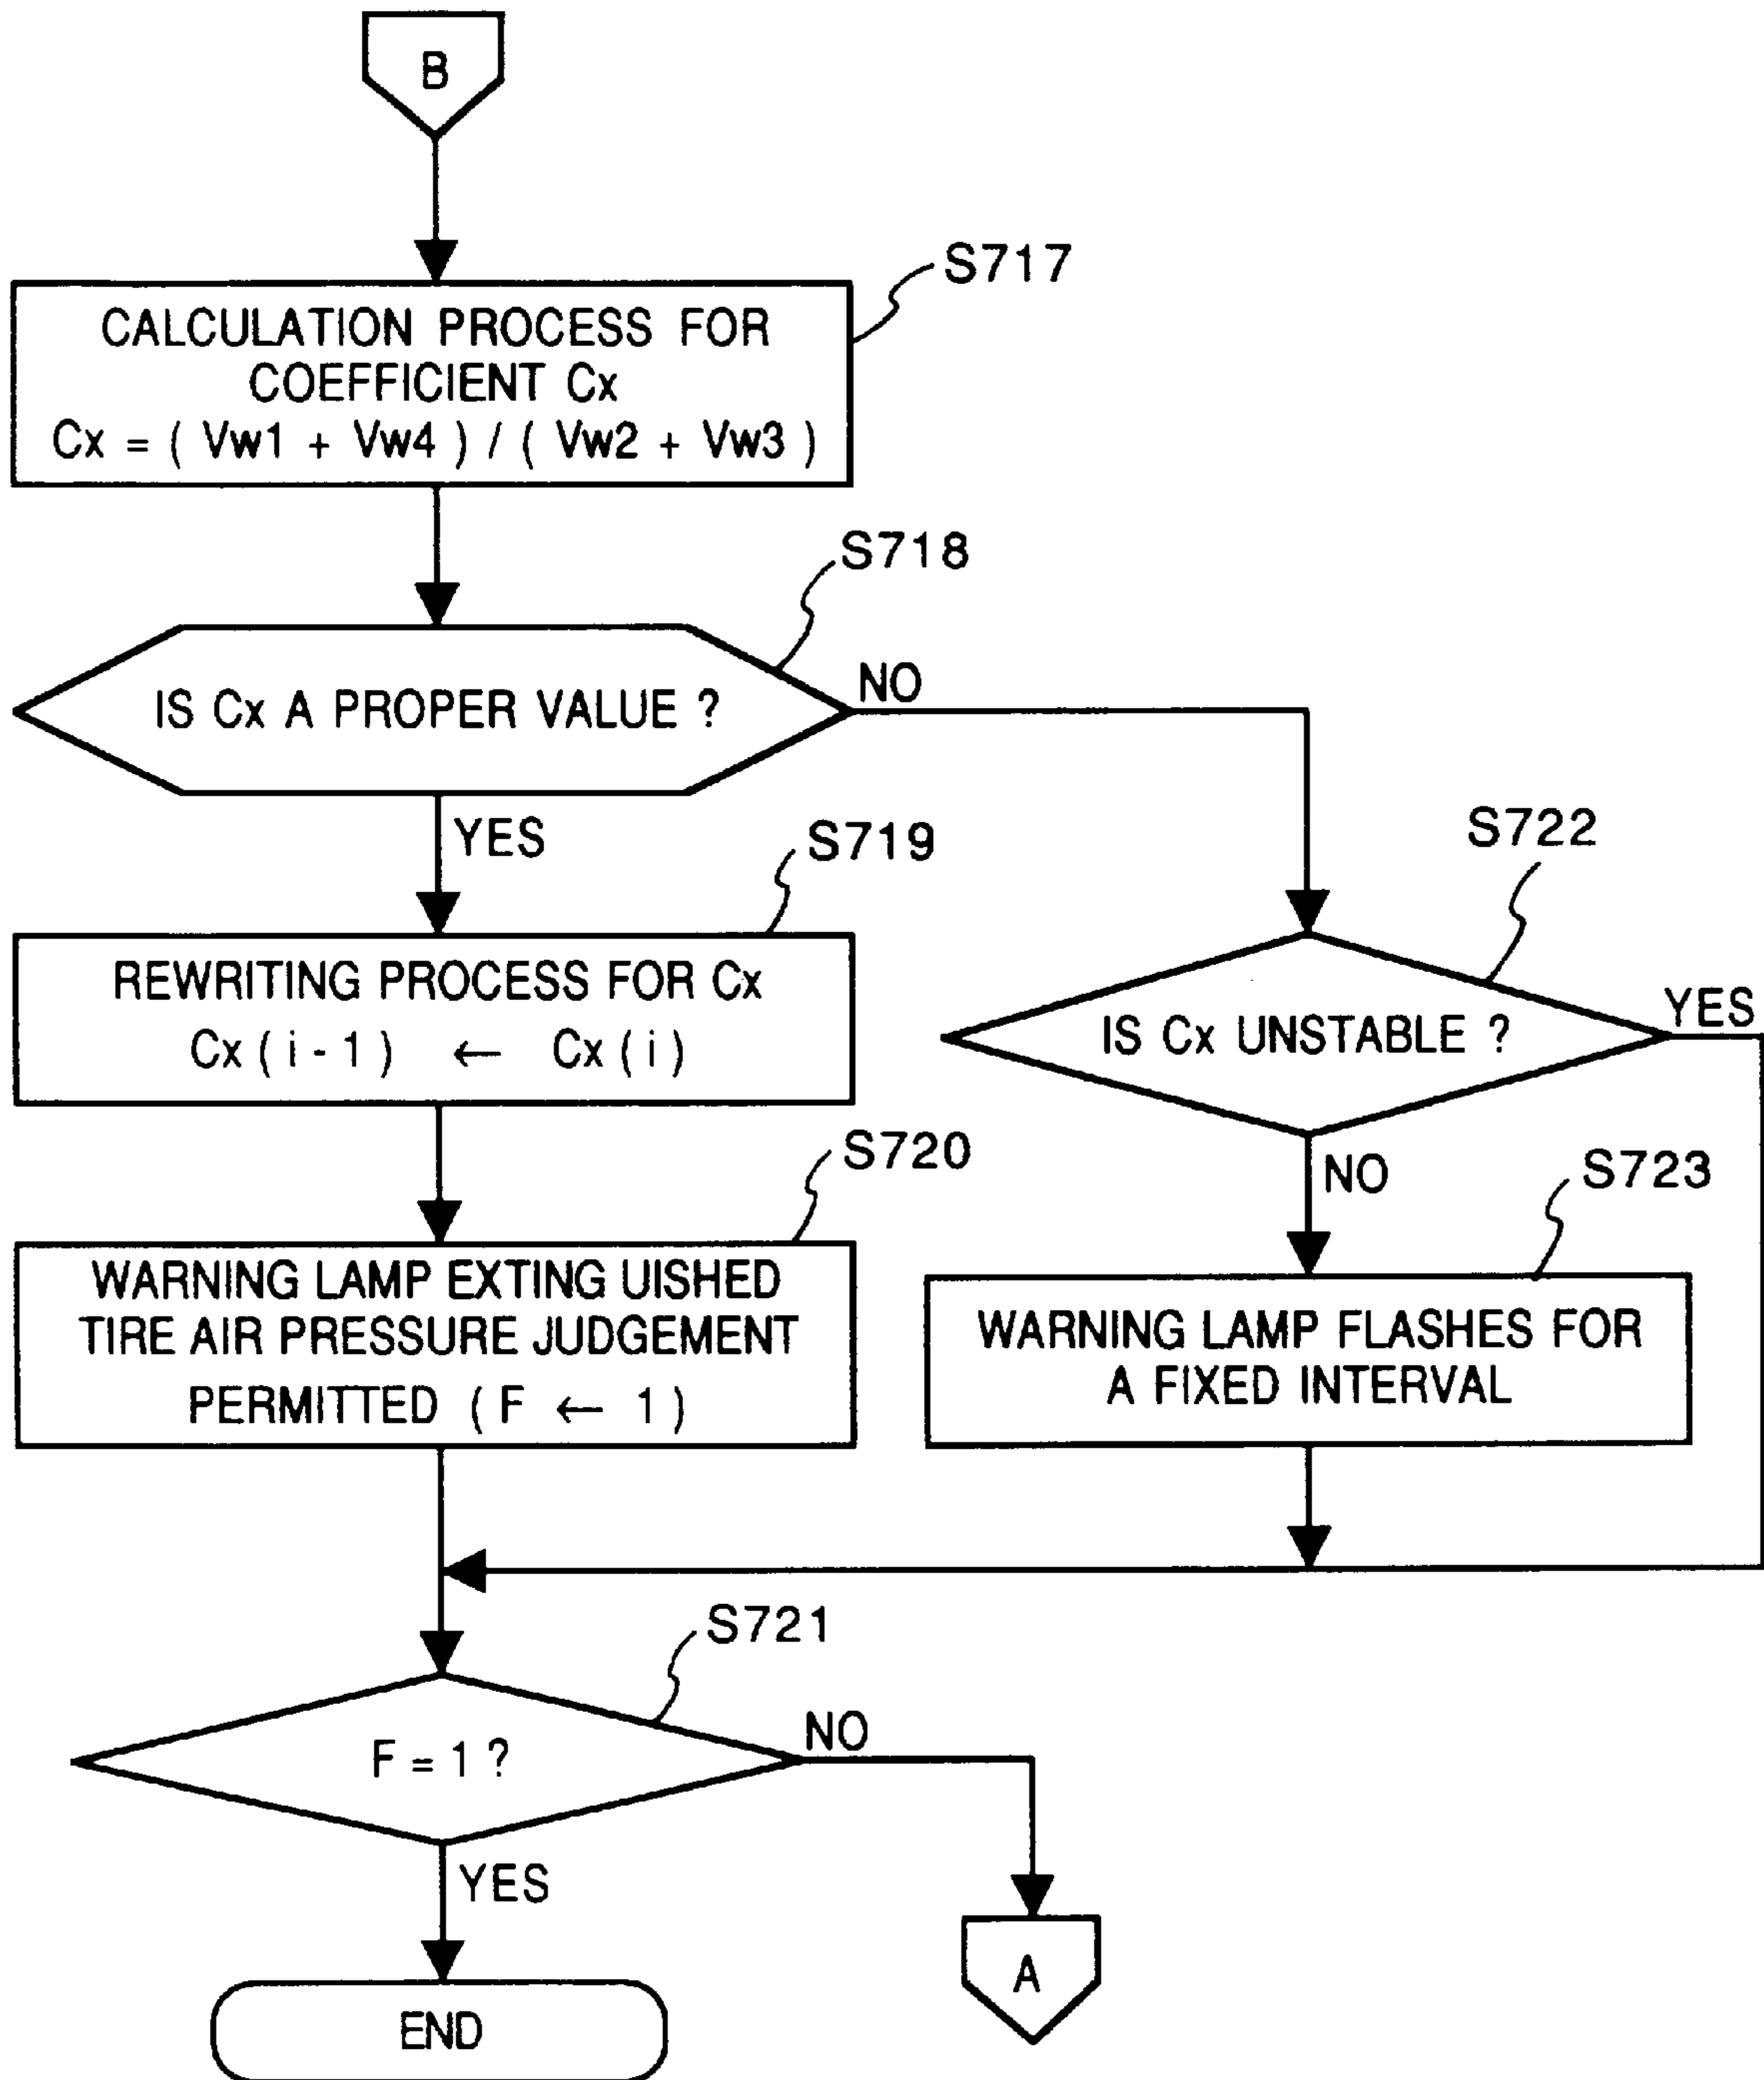 B
S717
CALCULATION PROCESS FOR
COEFFICIENT Cx
Cx = ( Vw1 + Vw4 ) / ( Vw2 + Vw3 )
S718
IS Cx A PROPER VALUE ?
NO
YES
S719
REWRITING PROCESS FOR Cx
Cx ( i - 1 ) ← Cx ( i )
S722
IS Cx UNSTABLE ?
YES
NO
S720
WARNING LAMP EXTING UISHED
TIRE AIR PRESSURE JUDGEMENT
PERMITTED ( F ← 1 )
S723
WARNING LAMP FLASHES FOR
A FIXED INTERVAL
S721
F = 1 ?
NO
YES
A
END